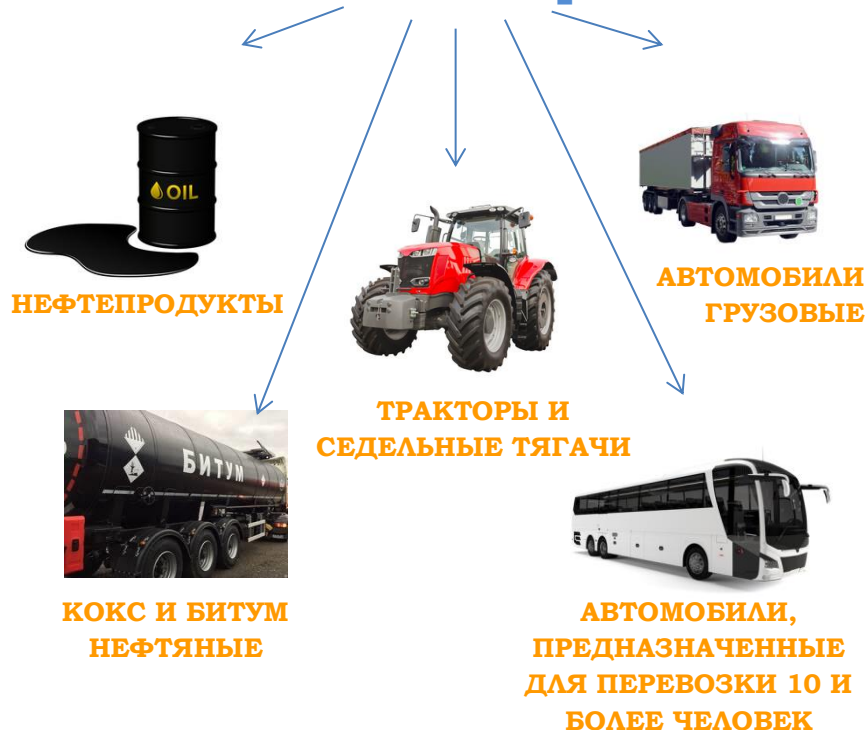 OIL
НЕФТЕПРОДУКТЫ
АВТОМОБИЛИ
ГРУЗОВЫЕ
ТРАКТОРЫ И
СЕДЕЛЬНЫЕ ТЯГАЧИ
БИТУМ
КОКС И БИТУМ
НЕФТЯНЫЕ
АВТОМОБИЛИ,
ПРЕДНАЗНАЧЕННЫЕ
ДЛЯ ПЕРЕВОЗКИ 10 И
БОЛЕЕ ЧЕЛОВЕК